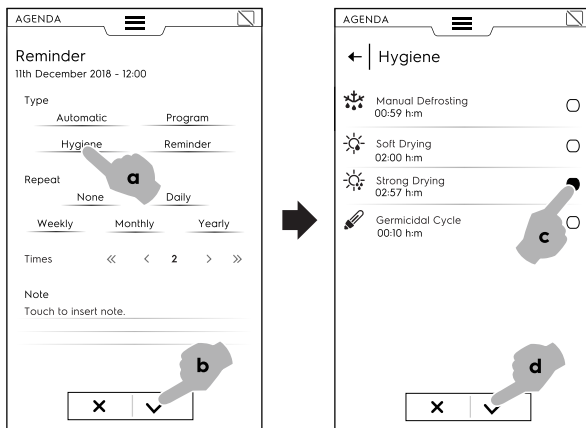 AGENDA
Reminder
11th December 2018 - 12:00
Type
Automatic Program
Hygiene Reminder
a
Repeat
None Daily
Weekly Monthly Yearly
Times « < 2 > »
Note
Touch to insert note.
b
AGENDA
Hygiene
Manual Defrosting
00:59 h:m
Soft Drying
02:00 h:m
Strong Drying
02:57 h:m
Germicidal Cycle
00:10 h:m
c
d